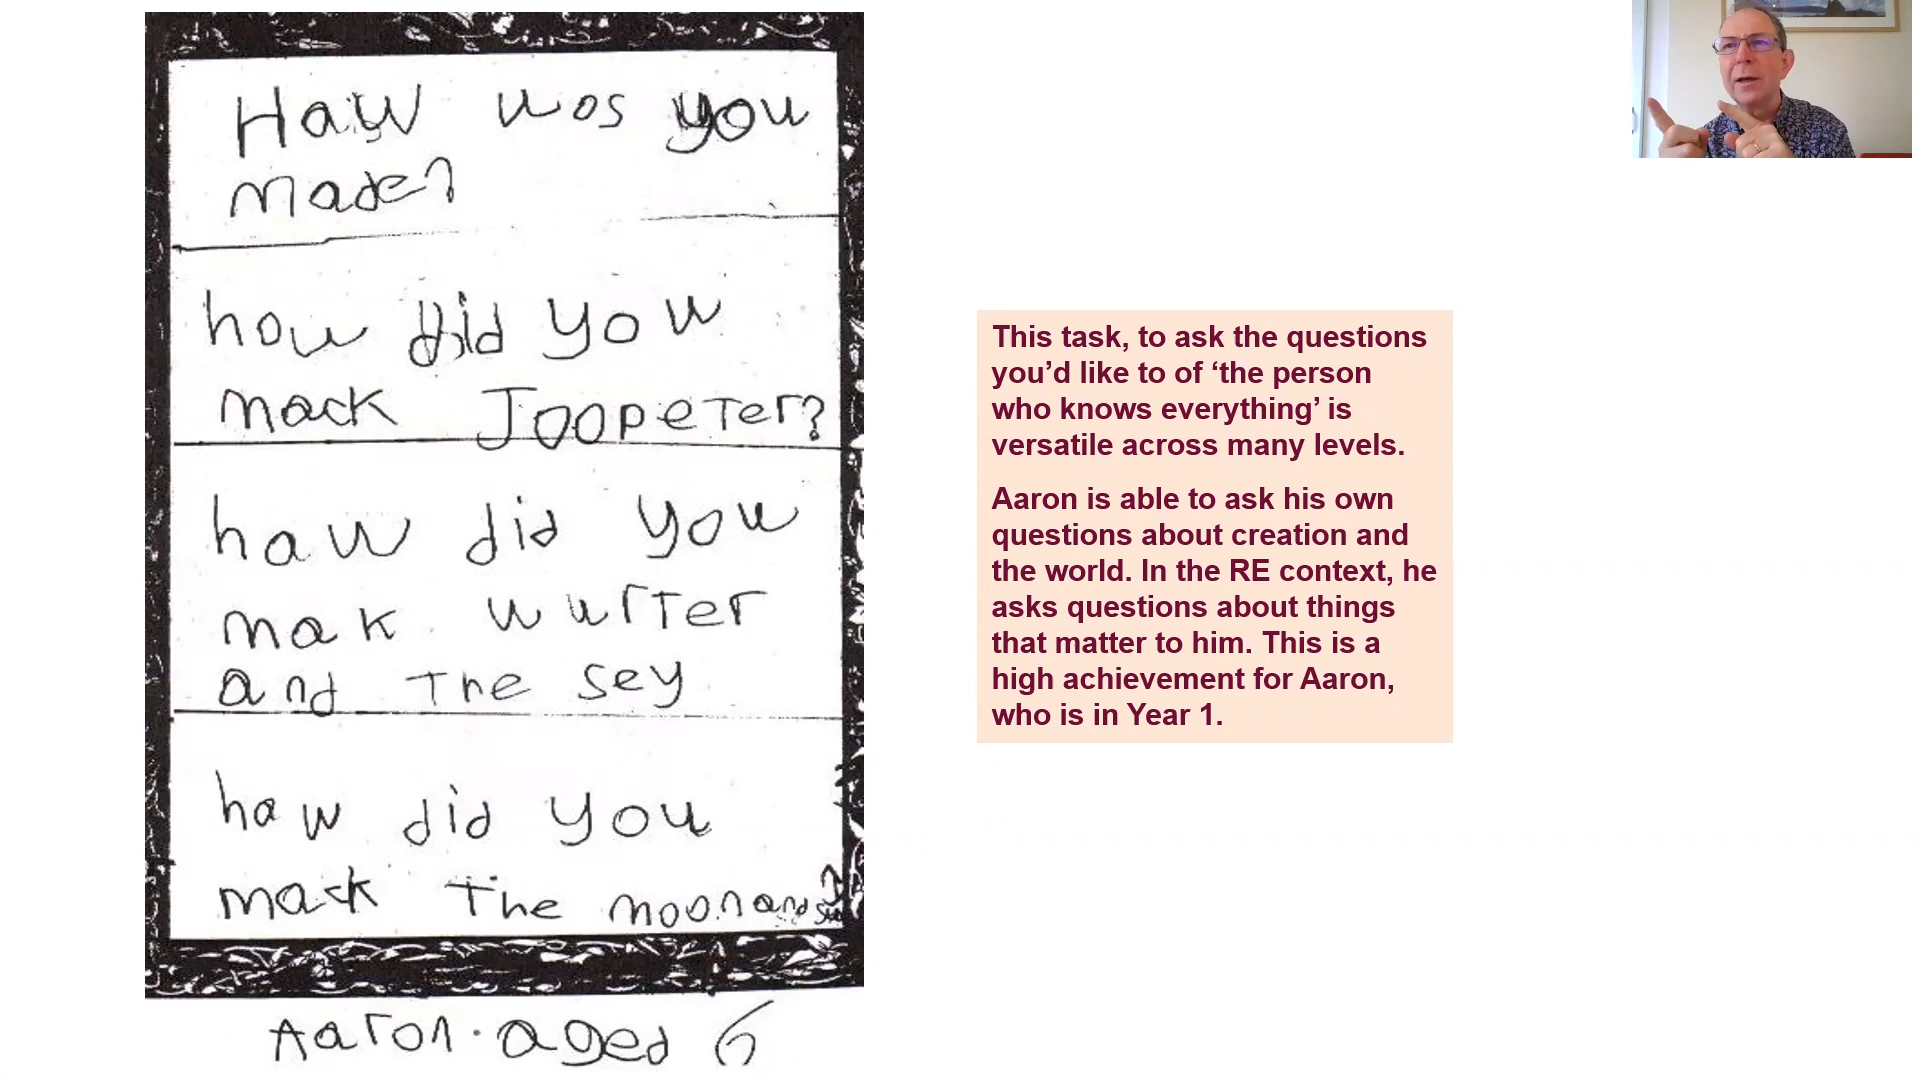 Haw wos you
made?
how did you
mack Joopeter?
haw did you
mak wurter
and The sey
haw did you
mack The moon and
Aaron. aged 6
This task, to ask the questions
you’d like to of ‘the person
who knows everything’ is
versatile across many levels.
Aaron is able to ask his own
questions about creation and
the world. In the RE context, he
asks questions about things
that matter to him. This is a
high achievement for Aaron,
who is in Year 1.